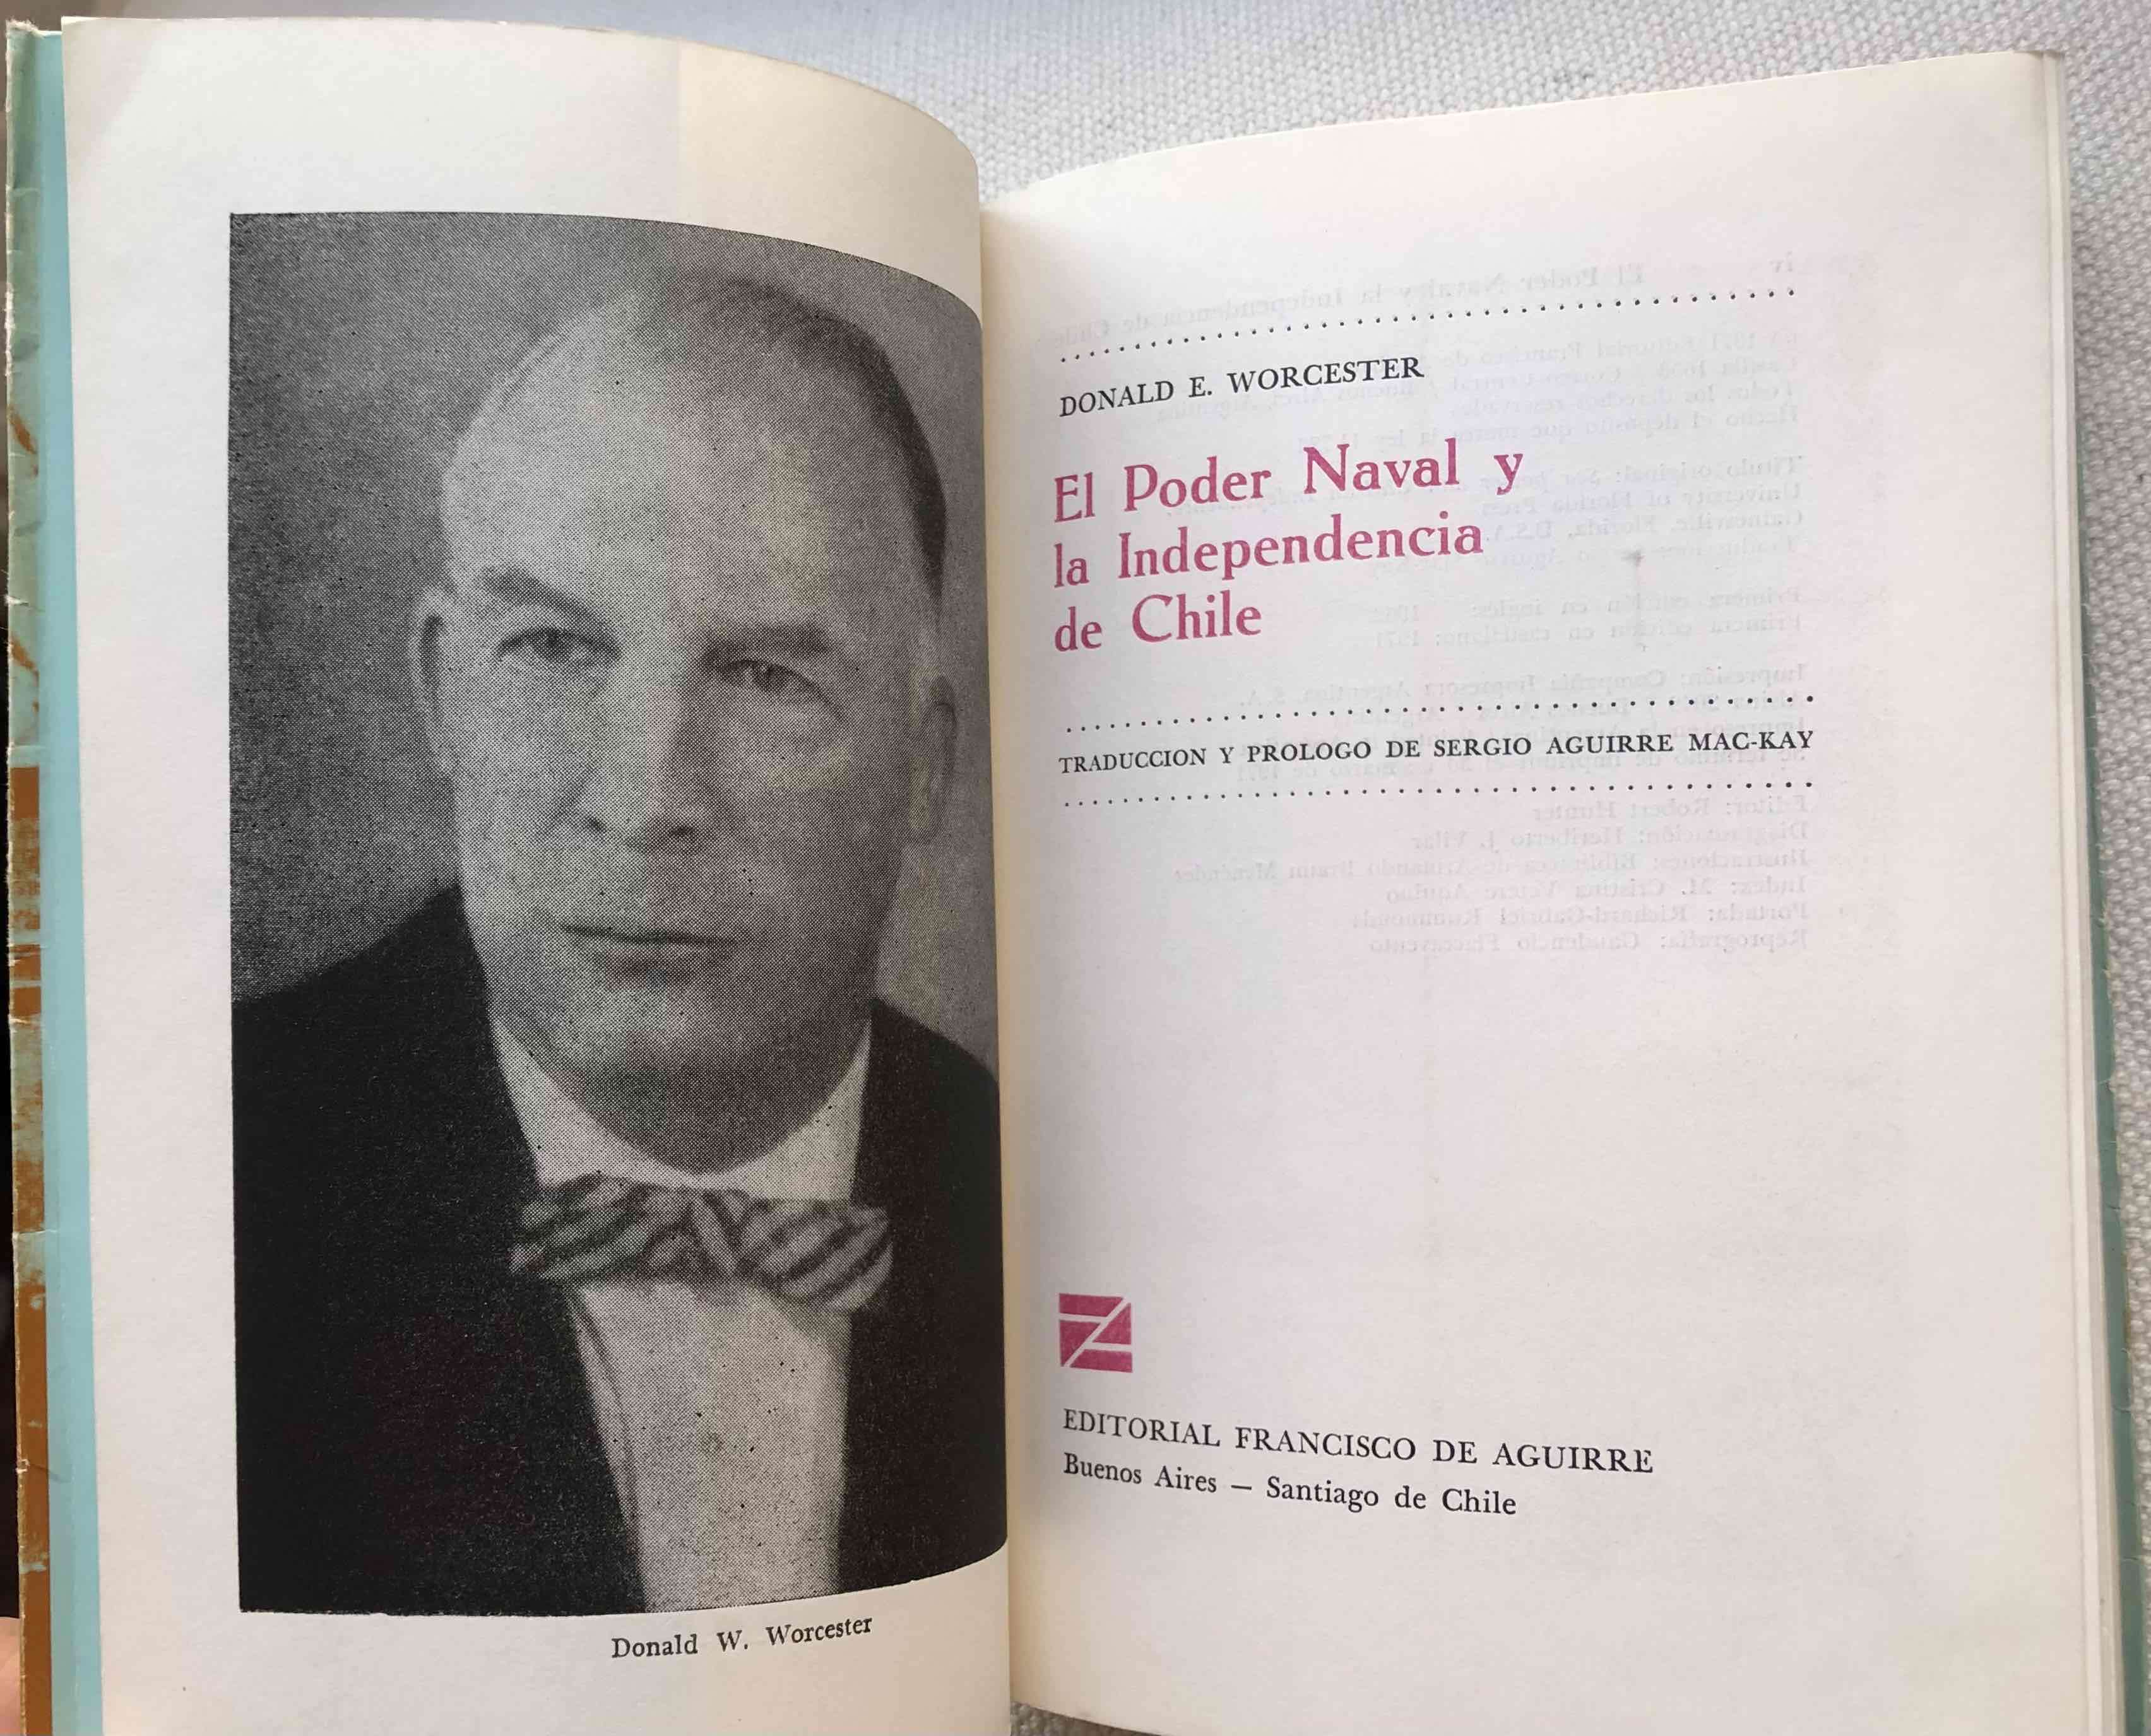 Donald W. Worcester
DONALD E. WORCESTER
El Poder Naval y
la Independencia
de Chile
TRADUCCION Y PROLOGO DE SERGIO AGUIRRE MAC-KAY
EDITORIAL FRANCISCO DE AGUIRRE
Buenos Aires — Santiago de Chile